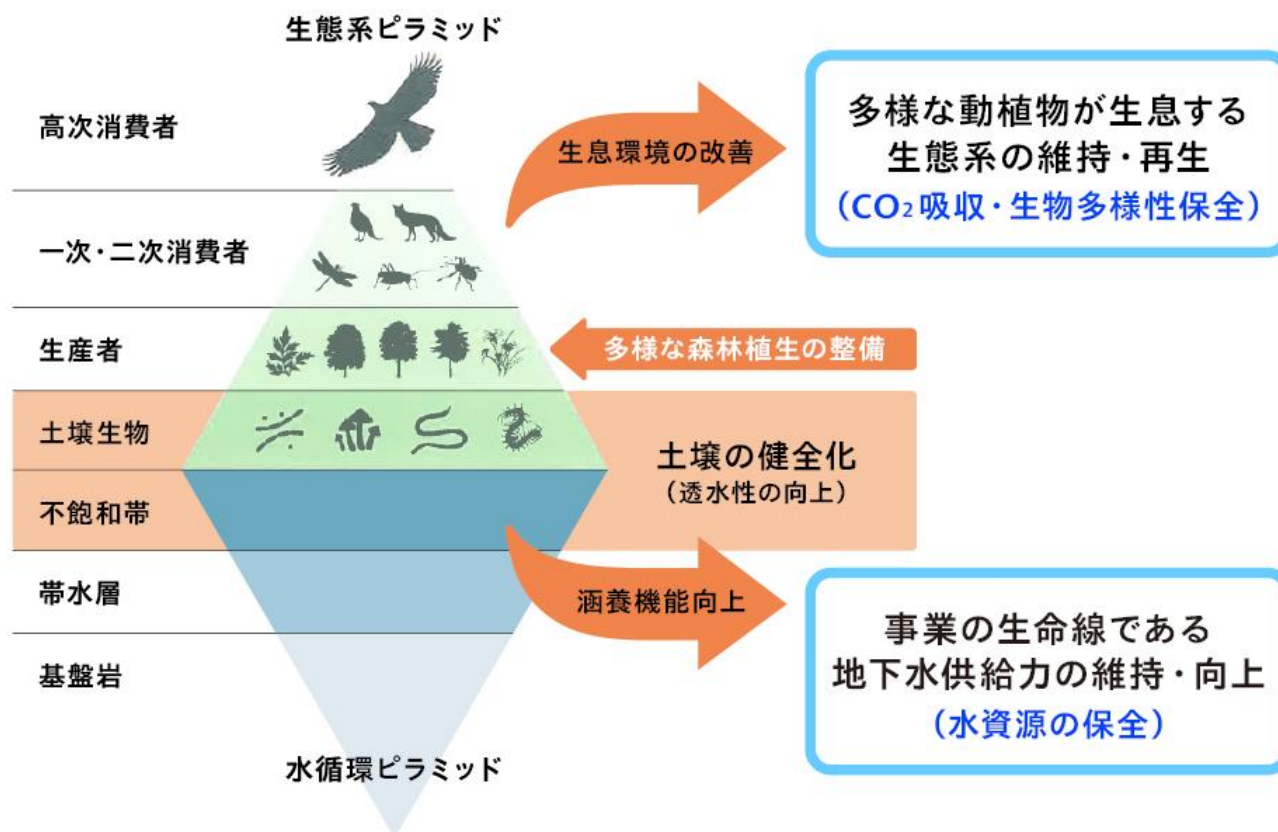 生態系ピラミッド
高次消費者
一次・二次消費者
生産者
土壌生物
不飽和帯
帯水層
基盤岩
水循環ピラミッド
生息環境の改善
多様な動植物が生息する
生態系の維持・再生
（CO₂吸収・生物多様性保全）
多様な森林植生の整備
土壌の健全化
（透水性の向上）
涵養機能向上
事業の生命線である
地下水供給力の維持・向上
（水資源の保全）